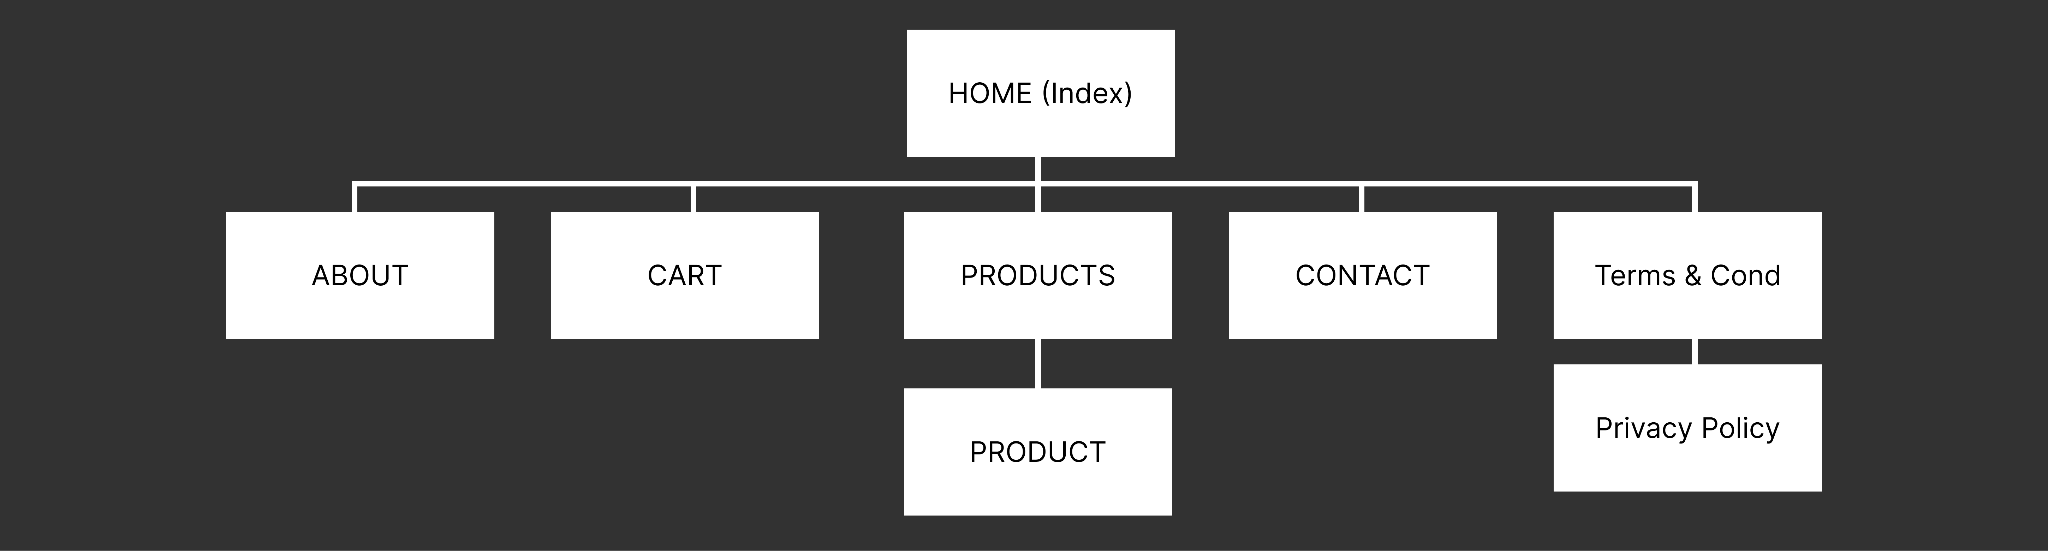 HOME (Index)
ABOUT
CART
PRODUCTS
CONTACT
Terms & Cond
PRODUCT
Privacy Policy